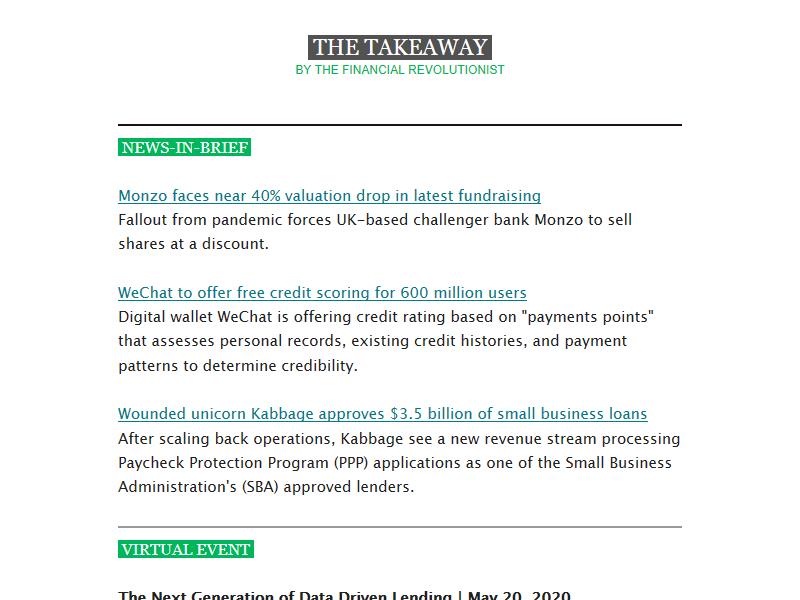 THE TAKEAWAY
BY THE FINANCIAL REVOLUTIONIST
NEWS-IN-BRIEF
Monzo faces near 40% valuation drop in latest fundraising
Fallout from pandemic forces UK-based challenger bank Monzo to sell
shares at a discount.
WeChat to offer free credit scoring for 600 million users
Digital wallet WeChat is offering credit rating based on "payments points"
that assesses personal records, existing credit histories, and payment
patterns to determine credibility.
Wounded unicorn Kabbage approves $3.5 billion of small business loans
After scaling back operations, Kabbage see a new revenue stream processing
Paycheck Protection Program (PPP) applications as one of the Small Business
Administration's (SBA) approved lenders.
VIRTUAL EVENT
The Next Generation of Data Driven Lending | May 20, 2020